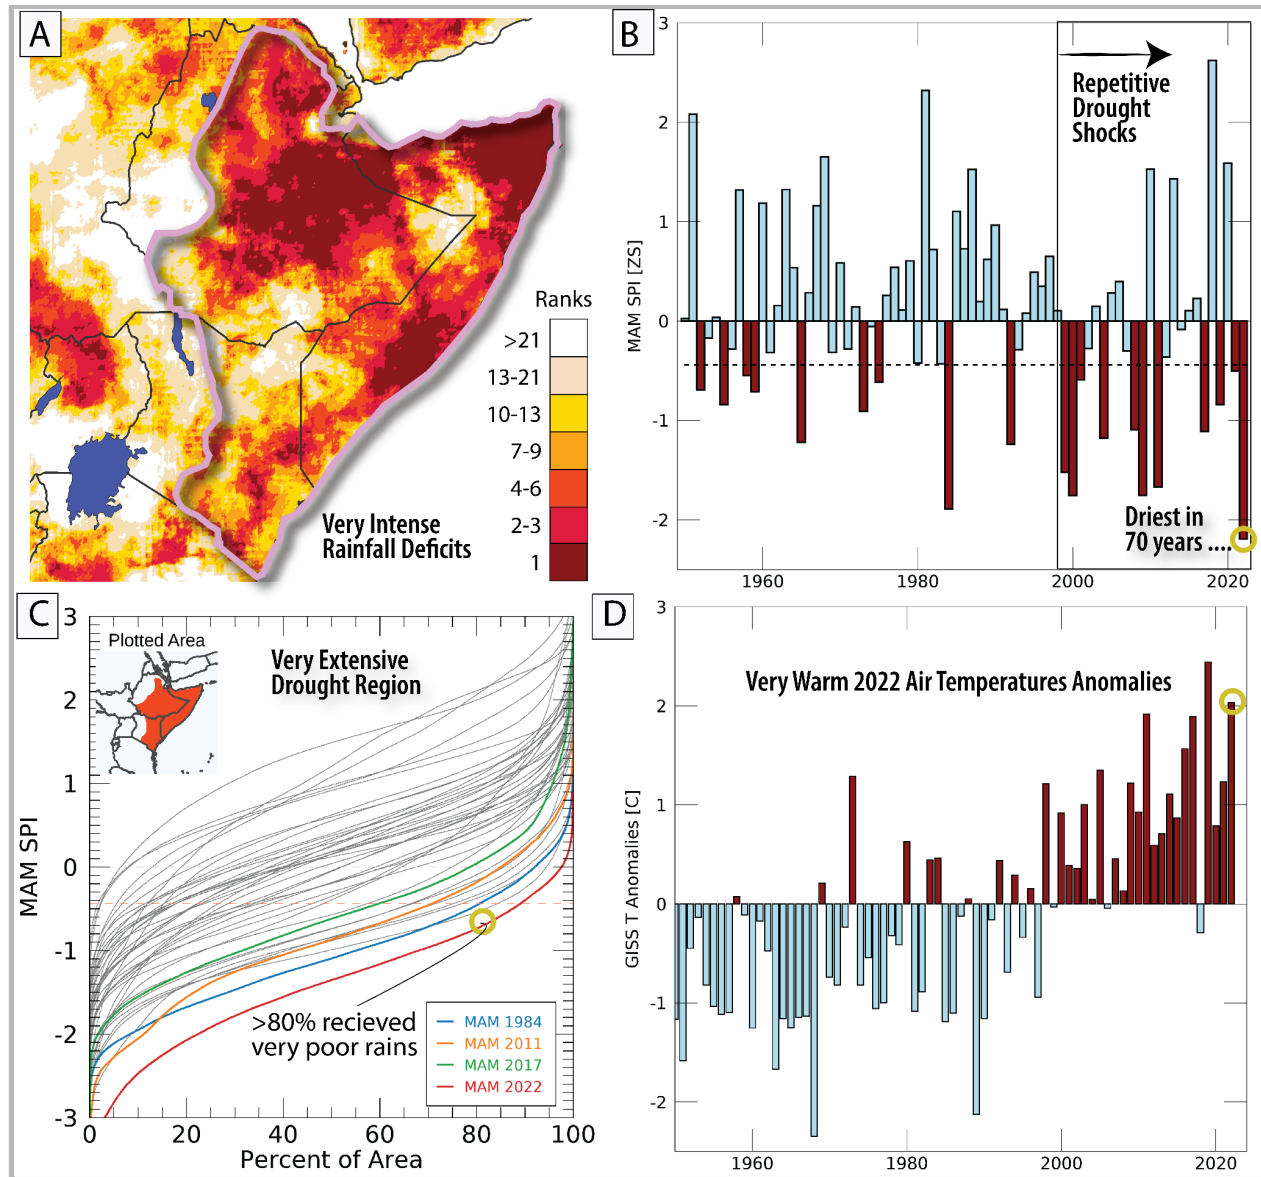 A
Ranks
>21
13-21
10-13
7-9
4-6
2-3
1
Very Intense
Rainfall Deficits
B
MAM SPI [ZS]
3
2
1
0
-1
-2
1960
1980
2000
2020
Repetitive
Drought
Shocks
Driest in
70 years ....
C
Plotted Area
Very Extensive
Drought Region
MAM SPI
3
2
1
0
-1
-2
-3
>80% recieved
very poor rains
MAM 1984
MAM 2011
MAM 2017
MAM 2022
0
20
40
60
80
100
Percent of Area
D
Very Warm 2022 Air Temperatures Anomalies
GISS T Anomalies [C]
3
2
1
0
-1
-2
1960
1980
2000
2020